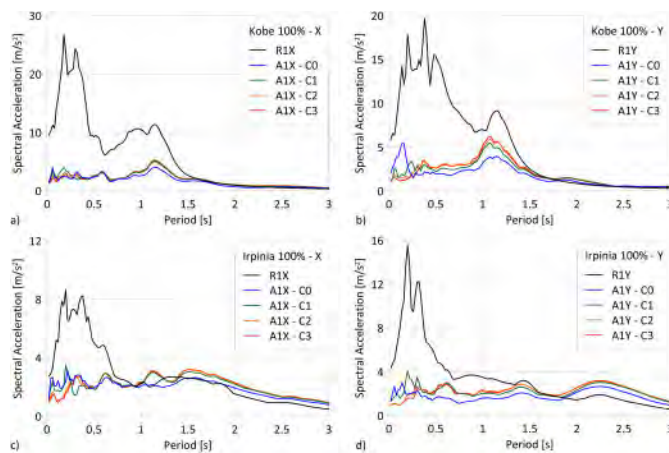 30
20
10
0
Spectral Acceleration [m/s²]
Kobe 100% - X
R1X
A1X - C0
A1X - C1
A1X - C2
A1X - C3
0 0.5 1 1.5 2 2.5 3
Period [s]
a)
20
15
10
5
0
Spectral Acceleration [m/s²]
Kobe 100% - Y
R1Y
A1Y - C0
A1Y - C1
A1Y - C2
A1Y - C3
0 0.5 1 1.5 2 2.5 3
Period [s]
b)
12
8
4
0
Spectral Acceleration [m/s²]
Irpinia 100% - X
R1X
A1X - C0
A1X - C1
A1X - C2
A1X - C3
0 0.5 1 1.5 2 2.5 3
Period [s]
c)
16
12
8
4
0
Spectral Acceleration [m/s²]
Irpinia 100% - Y
R1Y
A1Y - C0
A1Y - C1
A1Y - C2
A1Y - C3
0 0.5 1 1.5 2 2.5 3
Period [s]
d)